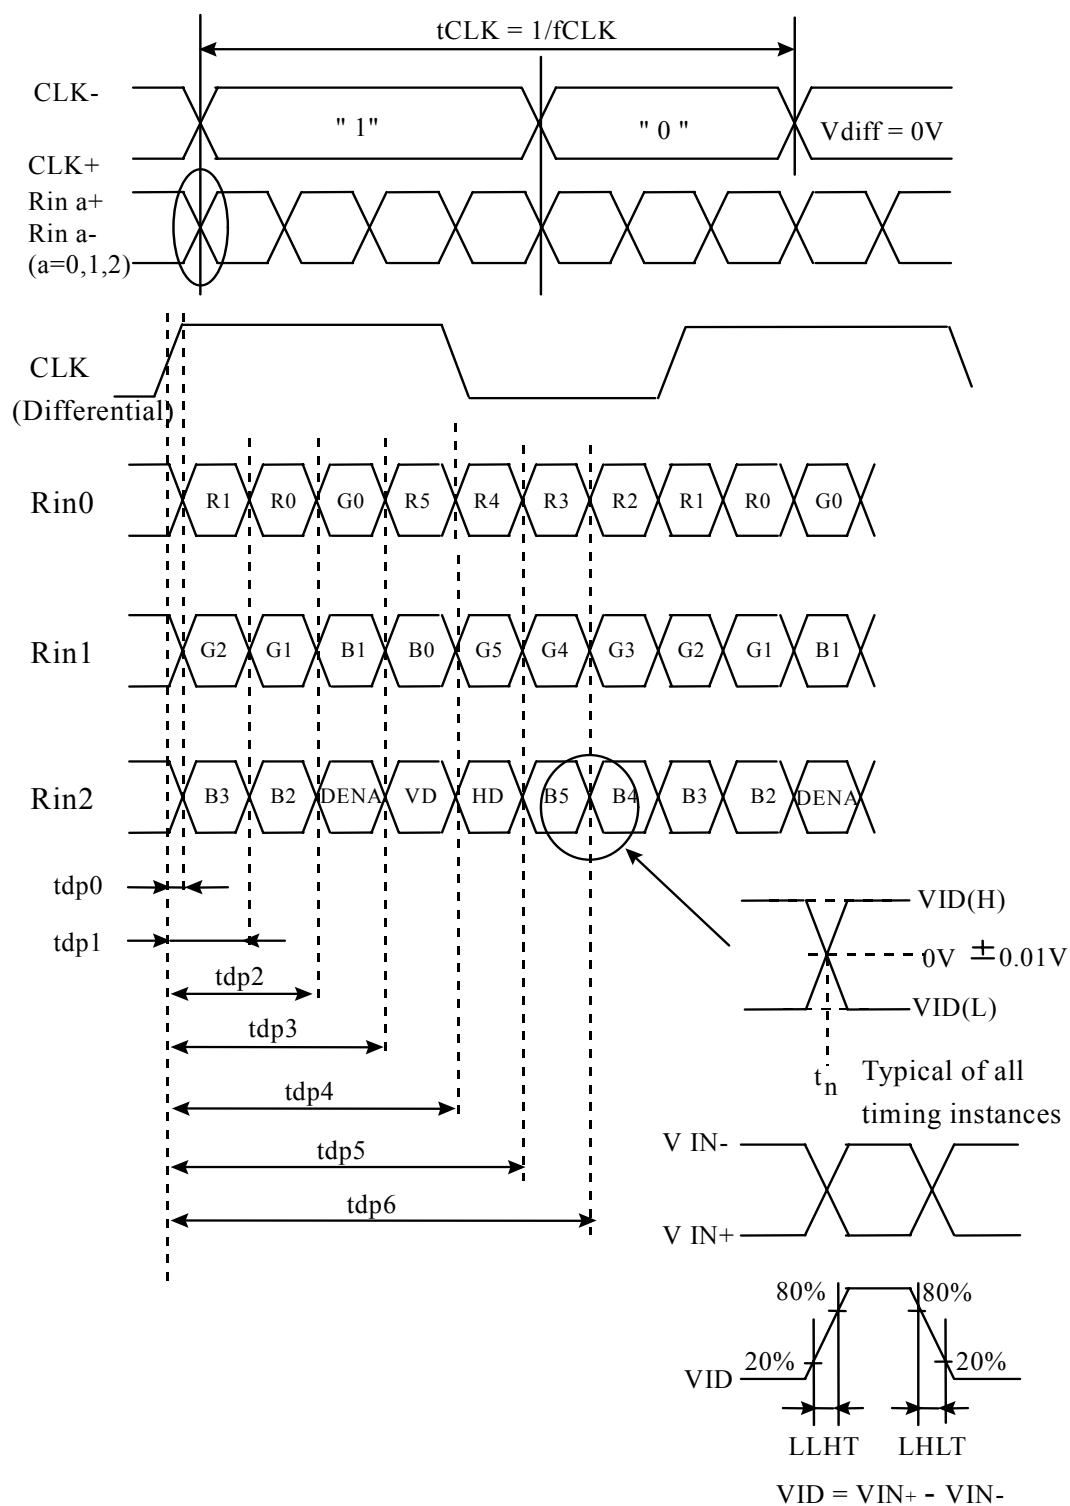 tCLK = 1/fCLK
CLK-
" 1"
" 0 "
Vdiff = 0V
CLK+
Rin a+
Rin a-
(a=0,1,2)
CLK
(Differential)
Rin0
R1 R0 G0 R5 R4 R3 R2 R1 R0 G0
Rin1
G2 G1 B1 B0 G5 G4 G3 G2 G1 B1
Rin2
B3 B2 DENA VD HD B5 B4 B3 B2 DENA
tdp0
tdp1
tdp2
tdp3
tdp4
tdp5
tdp6
VID(H)
0V ±0.01V
VID(L)
tn
Typical of all
timing instances
V IN-
V IN+
80% 80%
20% 20%
VID
LLHT LHLT
VID = VIN+ - VIN-